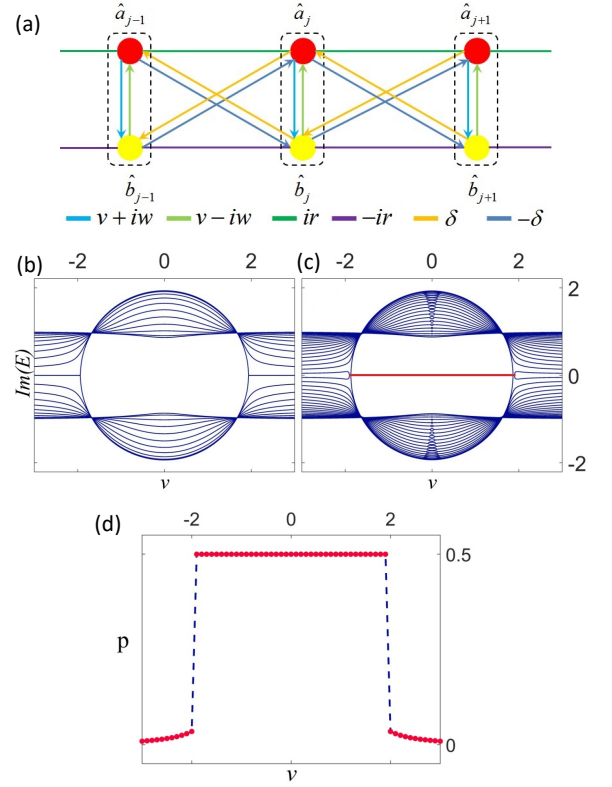 (a)
â_{j−1} â_j â_{j+1}
b̂_{j−1} b̂_j b̂_{j+1}
v + iw v − iw ir −ir δ −δ
(b) -2 0 2 (c) -2 0 2
Im(E)
2
0
-2
v v
(d)
-2 0 2
0.5
p
0
v